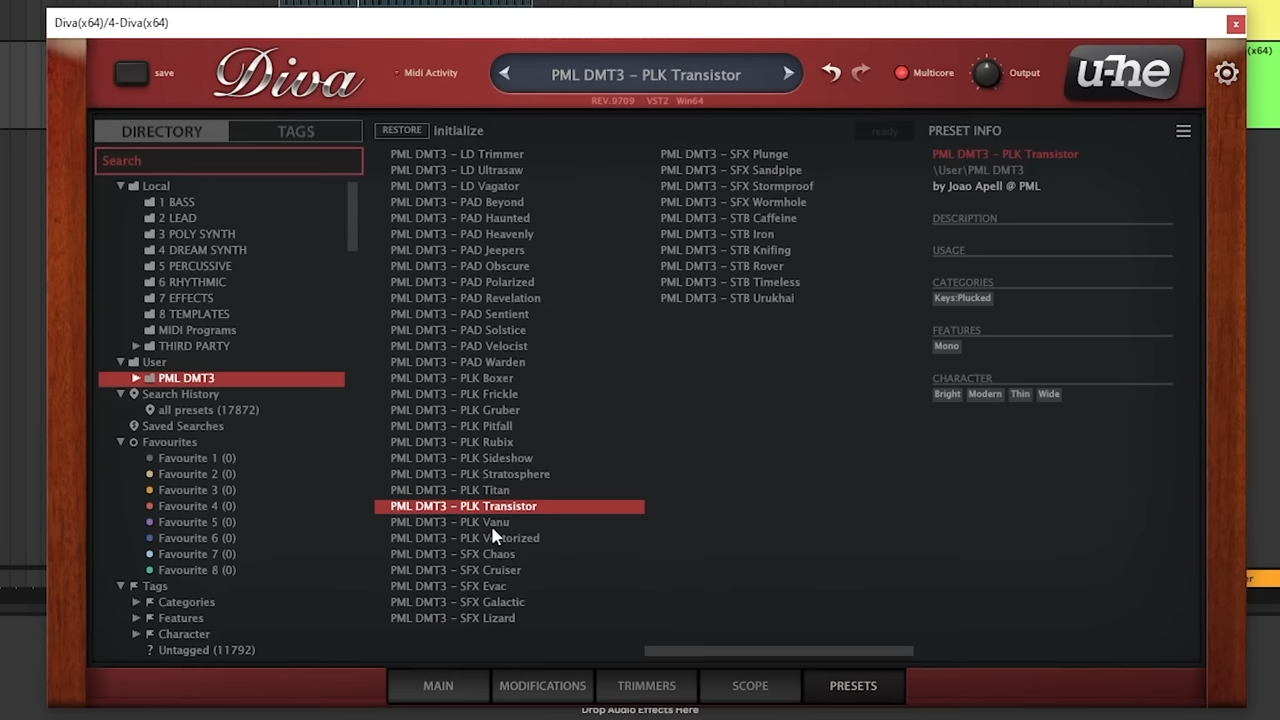 Diva(x64)/4-Diva(x64)
x
(x64)
save
Diva
Midi Activity
PML DMT3 – PLK Transistor
REV.9709 VST2 Win64
Multicore
Output
u-he
DIRECTORY
TAGS
Search
Local
1 BASS
2 LEAD
3 POLY SYNTH
4 DREAM SYNTH
5 PERCUSSIVE
6 RHYTHMIC
7 EFFECTS
8 TEMPLATES
MIDI Programs
THIRD PARTY
User
PML DMT3
Search History
all presets (17872)
Saved Searches
Favourites
Favourite 1 (0)
Favourite 2 (0)
Favourite 3 (0)
Favourite 4 (0)
Favourite 5 (0)
Favourite 6 (0)
Favourite 7 (0)
Favourite 8 (0)
Tags
Categories
Features
Character
? Untagged (11792)
RESTORE initialize
ready
PML DMT3 – LD Trimmer
PML DMT3 – LD Ultrasaw
PML DMT3 – LD Vagator
PML DMT3 – PAD Beyond
PML DMT3 – PAD Haunted
PML DMT3 – PAD Heavenly
PML DMT3 – PAD Jeepers
PML DMT3 – PAD Obscure
PML DMT3 – PAD Polarized
PML DMT3 – PAD Revelation
PML DMT3 – PAD Sentient
PML DMT3 – PAD Solstice
PML DMT3 – PAD Velocist
PML DMT3 – PAD Warden
PML DMT3 – PLK Boxer
PML DMT3 – PLK Frickle
PML DMT3 – PLK Gruber
PML DMT3 – PLK Pitfall
PML DMT3 – PLK Rubix
PML DMT3 – PLK Sideshow
PML DMT3 – PLK Stratosphere
PML DMT3 – PLK Titan
PML DMT3 – PLK Transistor
PML DMT3 – PLK Vanu
PML DMT3 – PLK
PML DMT3 – SFX Chaos
PML DMT3 – SFX Cruiser
PML DMT3 – SFX Evac
PML DMT3 – SFX Galactic
PML DMT3 – SFX Lizard
PML DMT3 – SFX Plunge
PML DMT3 – SFX Sandpipe
PML DMT3 – SFX Stormproof
PML DMT3 – SFX Wormhole
PML DMT3 – STB Caffeine
PML DMT3 – STB Iron
PML DMT3 – STB Knifing
PML DMT3 – STB Rover
PML DMT3 – STB Timeless
PML DMT3 – STB Urukhai
PRESET INFO
PML DMT3 – PLK Transistor
\User\PML DMT3
by Joao Apell @ PML
DESCRIPTION
USAGE
CATEGORIES
Keys:Plucked
FEATURES
Mono
CHARACTER
Bright Modern Thin Wide
MAIN
MODIFICATIONS
TRIMMERS
SCOPE
PRESETS
Drop Audio Effects Here